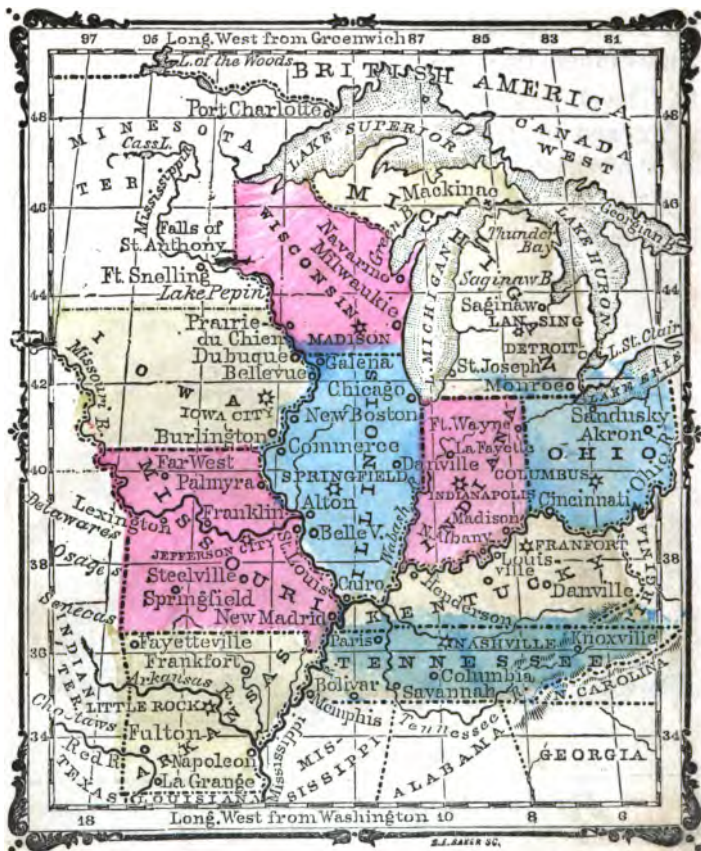 97 95 Long. West from Greenwich 87 85 83 81
L. of the Woods
BRITISH AMERICA
Port Charlotte
CANADA
WEST
48
48
LAKE SUPERIOR
MINESOTA
TER
Cass L.
Mississippi
MICHIGAN
Mackinac
Georgian B.
46
46
WISCONSIN
Green B.
Thunder
Bay
LAKE HURON
Falls of
St. Anthony
Navarino
Milwaukie
L. MICHIGAN
Saginaw B
Ft. Snelling
Lake Pepin
Saginaw
LANSING
44
44
Prairie
du Chien
MADISON
DETROIT
L. St. Clair
Dubuque
Galena
St. Joseph
Bellevue
Monroe
LAKE ERIE
IOWA
Missouri R.
42
42
Chicago
IOWA CITY
New Boston
Ft. Wayne
Sandusky
Akron
Burlington
Commerce
La Fayette
OHIO
ILLINOIS
INDIANA
Far West
SPRINGFIELD
Danville
COLUMBUS
Ohio R.
40
40
Palmyra
INDIANAPOLIS
MISSOURI
Alton
Cincinnati
Delawares
Lexington
Franklin
Belle V.
Wabash
Madison
N. Albany
FRANFORT
VIRGINIA
38
38
Osages
JEFFERSON CITY
St. Louis
Louis
ville
Steelville
KENTUCKY
Springfield
Cairo
Henderson
Danville
Senecas
New Madrid
INDIAN
TER.
36
36
Fayetteville
Paris
NASHVILLE
Knoxville
Frankfort
TENNESSEE
Arkansas R.
Columbia
Bolivar
Savannah
N. CAROLINA
LITTLE ROCK
ARKANSAS
Memphis
Tennessee R
Choctaws
34
34
Fulton
MIS-
SISSIPPI
ALABAMA
GEORGIA
Red R
Napoleon
Mississippi
TEXAS
La Grange
LOUISIANA
18 Long. West from Washington 10 8 6
B.F. BAKER SC.